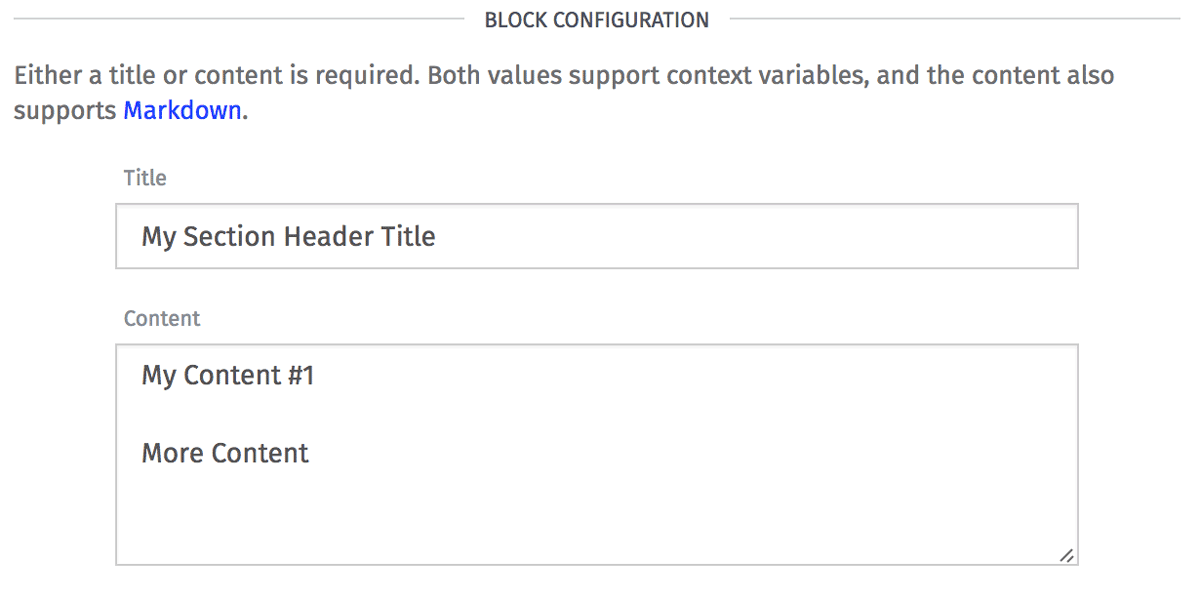 BLOCK CONFIGURATION
Either a title or content is required. Both values support context variables, and the content also
supports Markdown.
Title
My Section Header Title
Content
My Content #1
More Content